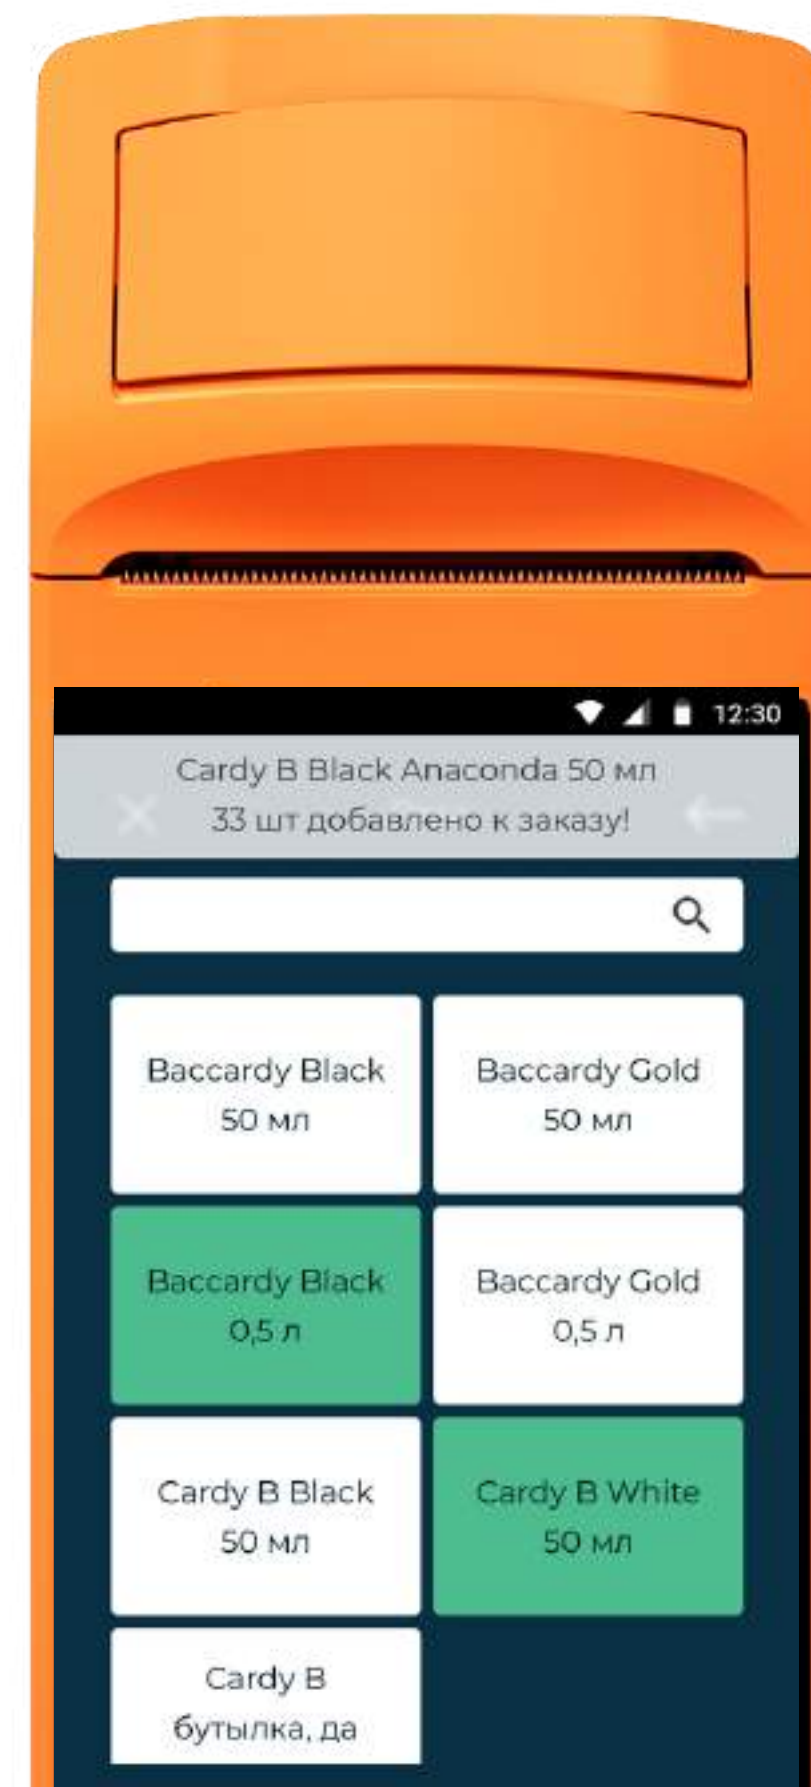 12:30
Cardy B Black Anaconda 50 мл
33 шт добавлено к заказу!
Baccardy Black
50 мл
Baccardy Gold
50 мл
Baccardy Black
0,5 л
Baccardy Gold
0,5 л
Cardy B Black
50 мл
Cardy B White
50 мл
Cardy B
бутылка, да